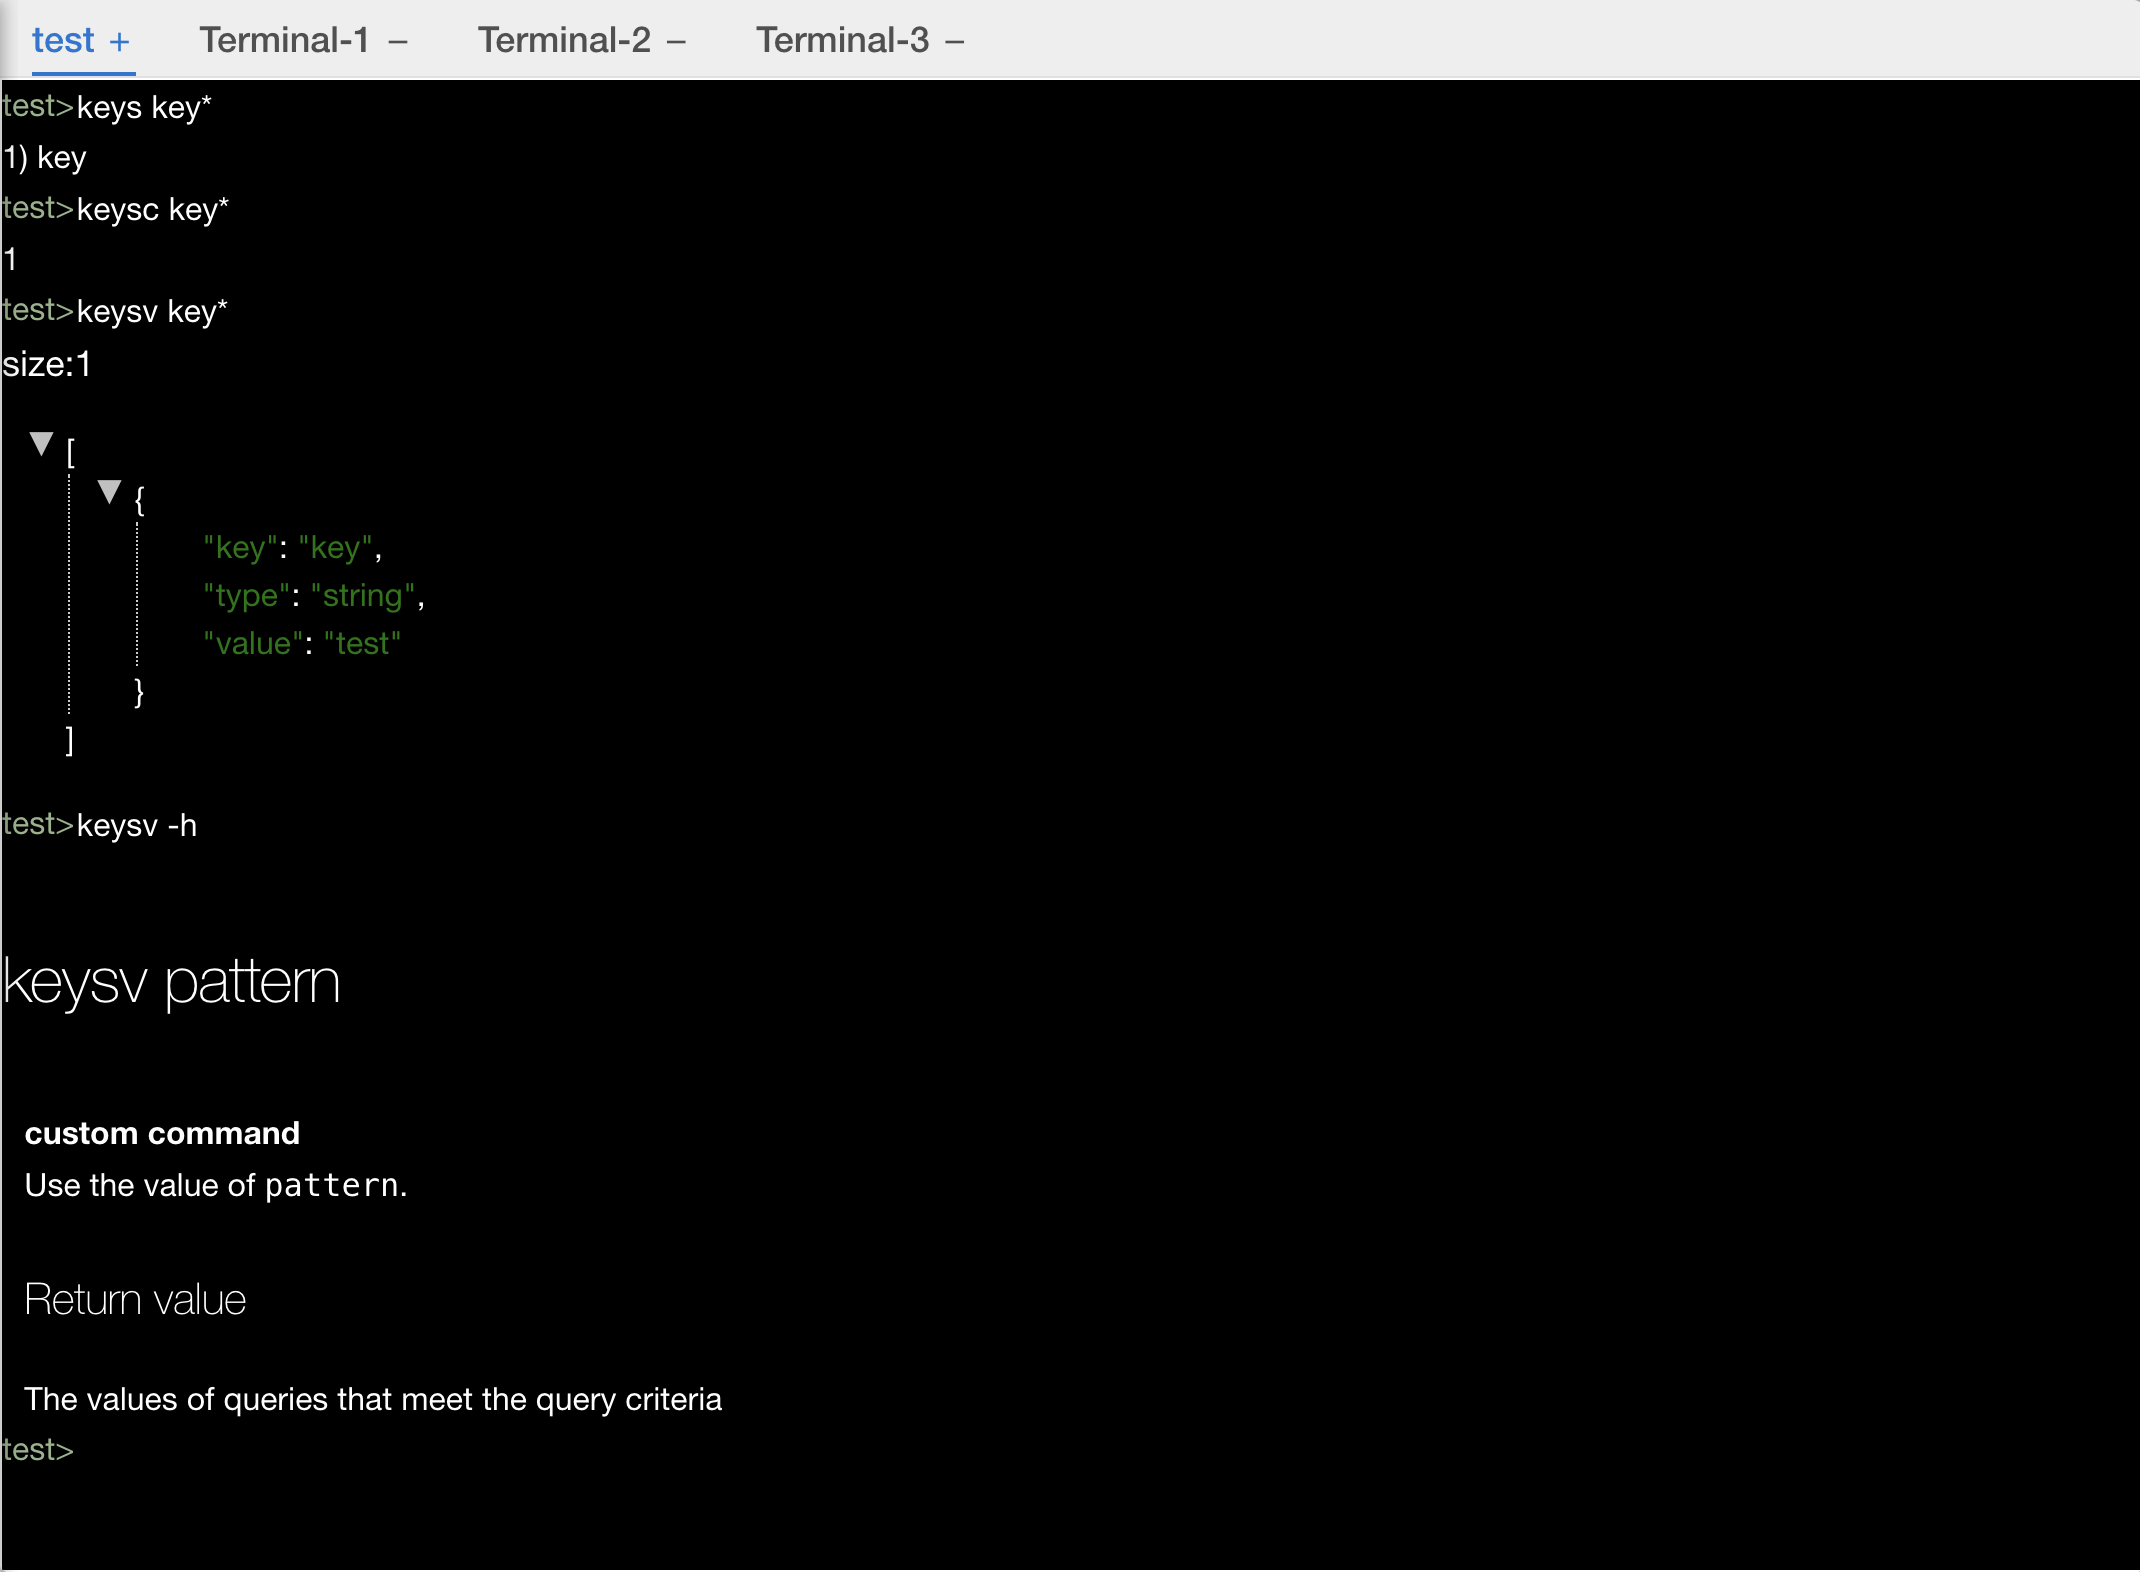 test + Terminal-1 – Terminal-2 – Terminal-3 –
test>keys key*
1) key
test>keysc key*
1
test>keysv key*
size:1
[
{
"key": "key",
"type": "string",
"value": "test"
}
]
test>keysv -h
keysv pattern
custom command
Use the value of pattern.
Return value
The values of queries that meet the query criteria
test>